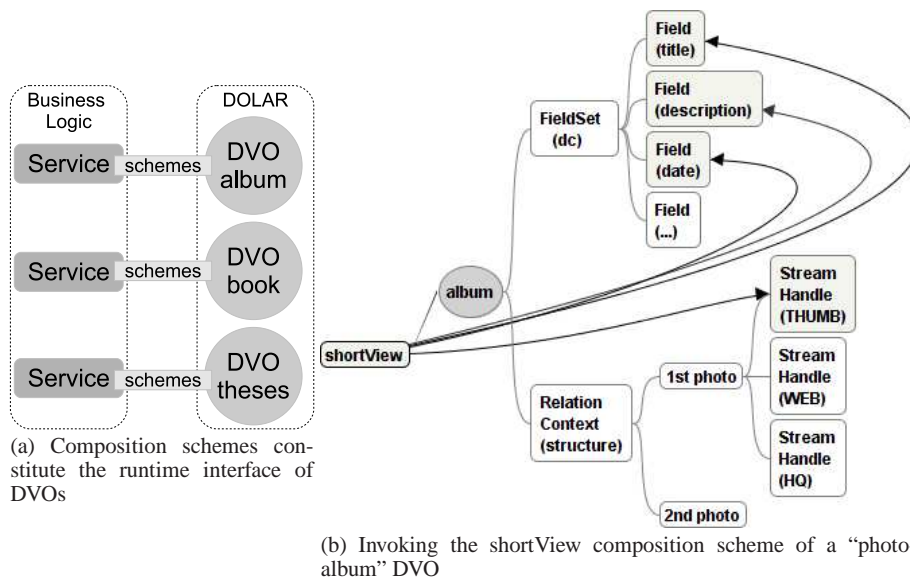 Business
Logic
DOLAR
Service
schemes
DVO
album
Service
schemes
DVO
book
Service
schemes
DVO
theses
(a) Composition schemes con-
stitute the runtime interface of
DVOs
shortView
album
FieldSet
(dc)
Field
(title)
Field
(description)
Field
(date)
Field
(...)
Relation
Context
(structure)
1st photo
2nd photo
Stream
Handle
(THUMB)
Stream
Handle
(WEB)
Stream
Handle
(HQ)
(b) Invoking the shortView composition scheme of a “photo
album” DVO